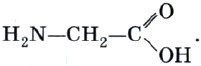 O
H₂N—CH₂—C
OH
.